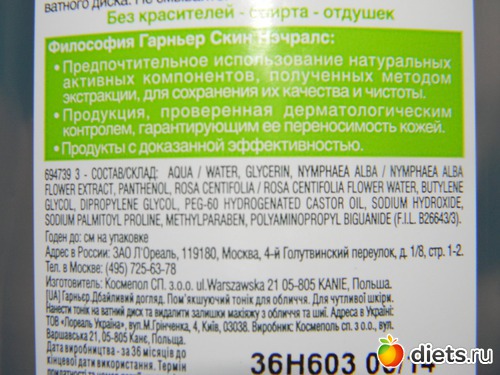 ватного диска.
Без красителей - спирта - отдушек
Философия Гарньер Скин Нэчралс:
• Предпочтительное использование натуральных
активных компонентов, полученных методом
экстракции, для сохранения их качества и чистоты.
• Продукция, проверенная дерматологическим
контролем, гарантирующим ее переносимость кожей.
• Продукты с доказанной эффективностью.
694739 3 - СОСТАВ/СКЛАД: AQUA / WATER, GLYCERIN, NYMPHAEA ALBA / NYMPHAEA ALBA
FLOWER EXTRACT, PANTHENOL, ROSA CENTIFOLIA / ROSA CENTIFOLIA FLOWER WATER, BUTYLENE
GLYCOL, DIPROPYLENE GLYCOL, PEG-60 HYDROGENATED CASTOR OIL, SODIUM HYDROXIDE,
SODIUM PALMITOYL PROLINE, METHYLPARABEN, POLYAMINOPROPYL BIGUANIDE (F.I.L. B26643/3).
Годен до: см на упаковке
Адрес в России: ЗАО Л'Ореаль, 119180, Москва, 4-й Голутвинский переулок, д. 1/8, стр. 1-2.
Тел. в Москве: (495) 725-63-78
Изготовитель: Космепол СП. з.о.о. ul.Warszawska 21 05-805 KANIE, Польша.
[UA] Гарньєр.Дбайливий догляд. Пом'якшуючий тонік для обличчя. Для чутливої шкіри.
Нанести тонік на ватний диск та видалити залишки макіяжу з обличчя та шиї. Адреса в Україні:
ТОВ «Лореаль Україна», вул.М.Грінченка, 4, Київ, 03038. Виробник: Космеполь сп з.о.о. вул.
Варшавська 21, 05-805 Канє, Польща.
Дата виробництва - за 36 місяців до
кінцевої дати використання. Термін
36H603
diets.ru